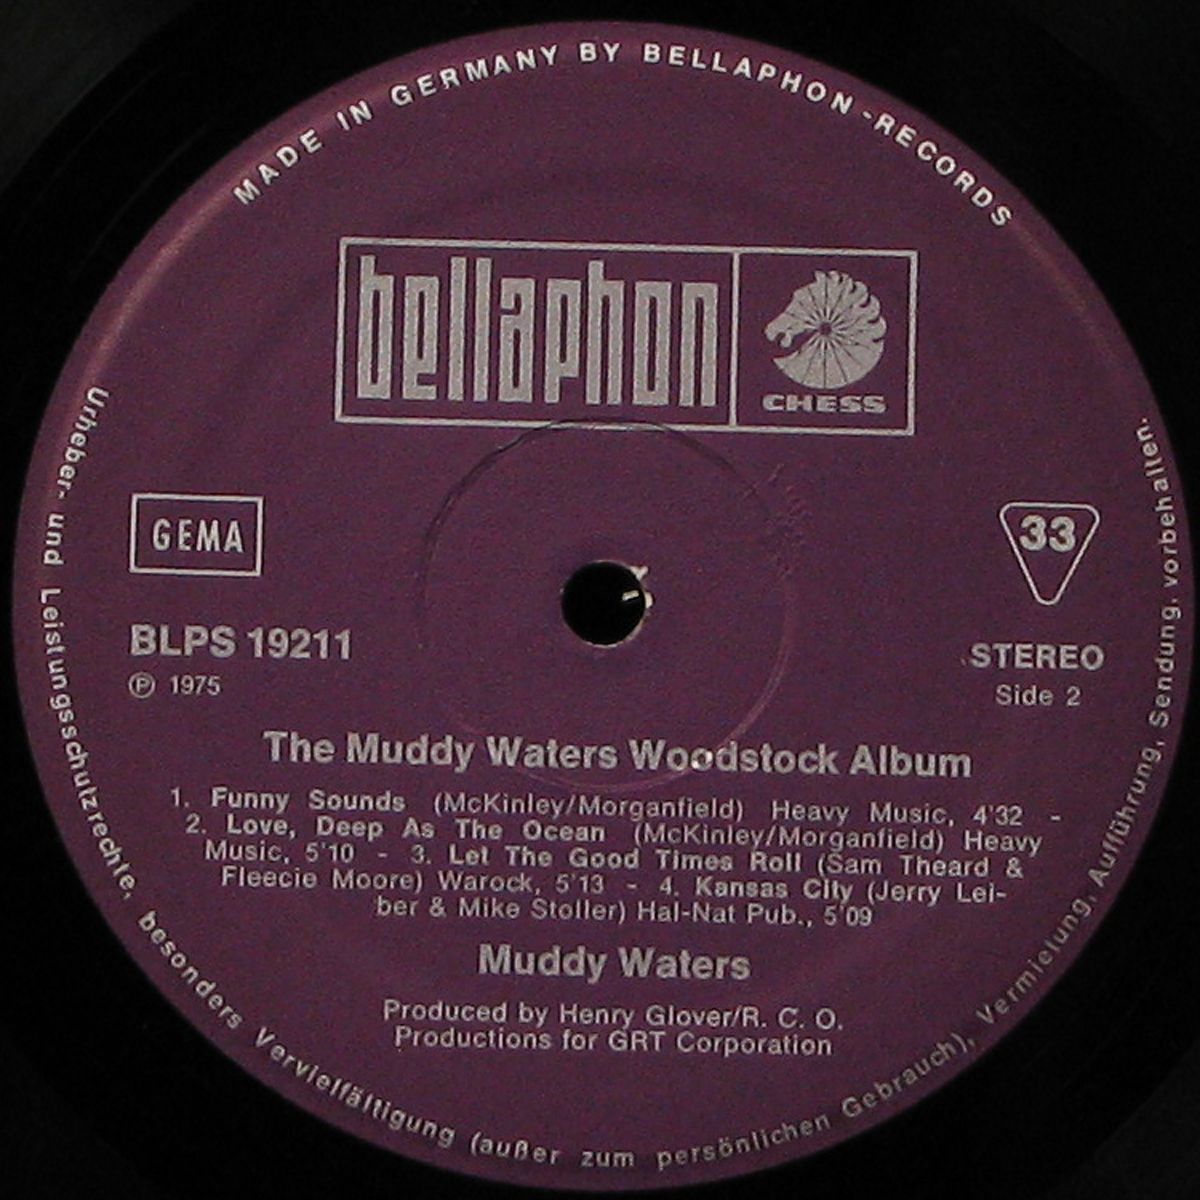 MADE IN GERMANY BY BELLAPHON-RECORDS
bellaphon
CHESS
GEMA
33
BLPS 19211
Ⓟ 1975
STEREO
Side 2
The Muddy Waters Woodstock Album
1. Funny Sounds (McKinley/Morganfield) Heavy Music, 4'32 -
2. Love, Deep As The Ocean (McKinley/Morganfield) Heavy
Music, 5'10 - 3. Let The Good Times Roll (Sam Theard &
Fleecie Moore) Warock, 5'13 - 4. Kansas City (Jerry Lei-
ber & Mike Stoller) Hal-Nat Pub., 5'09
Muddy Waters
Produced by Henry Glover/R. C. O.
Productions for GRT Corporation
Urheber- und Leistungsschutzrechte, besonders Vervielfältigung (außer zum persönlichen Gebrauch), Vermietung, Aufführung, Sendung, vorbehalten.